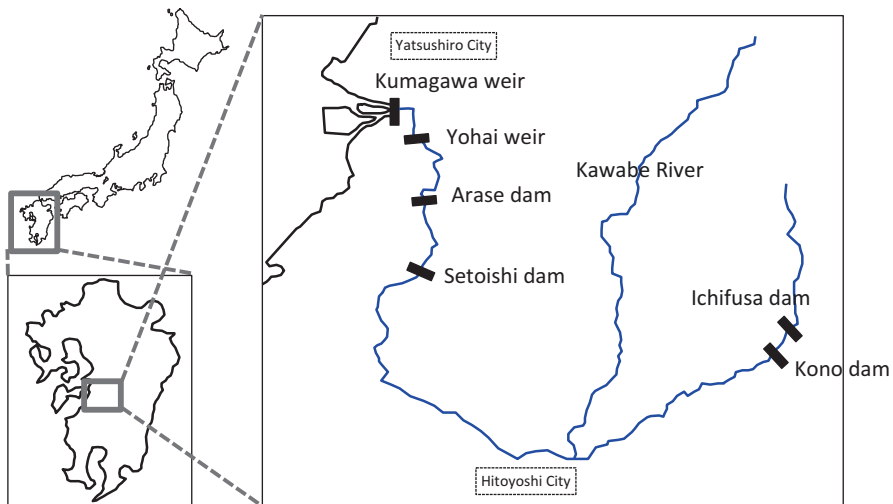 Yatsushiro City
Kumagawa weir
Yohai weir
Kawabe River
Arase dam
Setoishi dam
Ichifusa dam
Kono dam
Hitoyoshi City